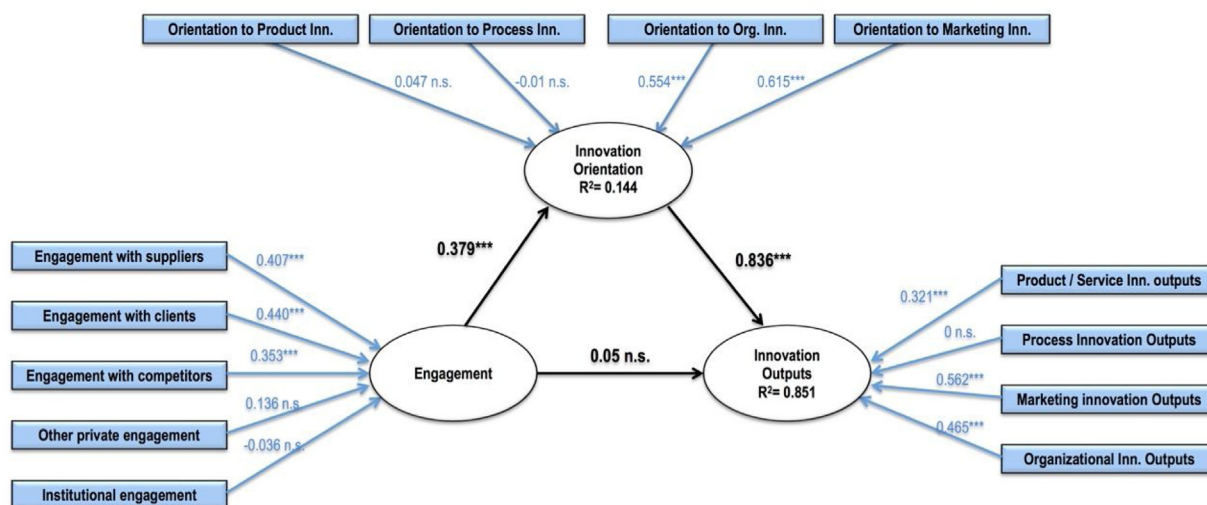 Orientation to Product Inn.
Orientation to Process Inn.
Orientation to Org. Inn.
Orientation to Marketing Inn.
0.047 n.s.
-0.01 n.s.
0.554***
0.615***
Innovation
Orientation
R²= 0.144
0.379***
0.836***
Engagement with suppliers
0.407***
Engagement with clients
0.440***
Engagement with competitors
0.353***
Other private engagement
0.136 n.s.
Institutional engagement
-0.036 n.s.
Engagement
0.05 n.s.
Innovation
Outputs
R²= 0.851
0.321***
Product / Service Inn. outputs
0 n.s.
Process Innovation Outputs
0.562***
Marketing innovation Outputs
0.465***
Organizational Inn. Outputs